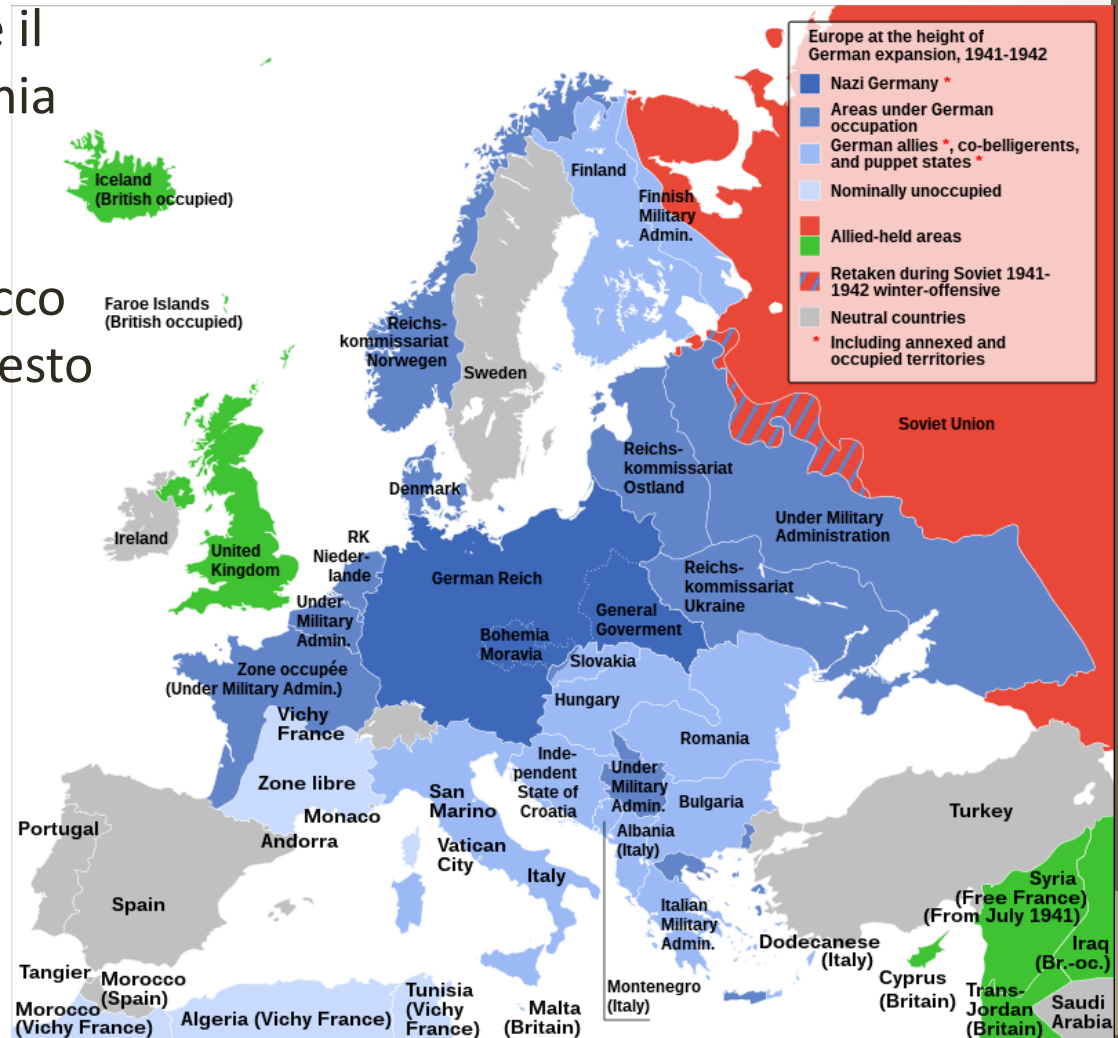 e il
nia
cco
esto
Europe at the height of
German expansion, 1941-1942
Nazi Germany *
Areas under German
occupation
German allies *, co-belligerents,
and puppet states *
Nominally unoccupied
Allied-held areas
Retaken during Soviet 1941-
1942 winter-offensive
Neutral countries
* Including annexed and
occupied territories
Iceland
(British occupied)
Faroe Islands
(British occupied)
Finland
Finnish
Military
Admin.
Reichs-
kommissariat
Norwegen
Sweden
Soviet Union
Denmark
Reichs-
kommissariat
Ostland
Under Military
Administration
Ireland
United
Kingdom
RK
Nieder-
lande
German Reich
Reichs-
kommissariat
Ukraine
Under
Military
Admin.
General
Goverment
Bohemia
Moravia
Slovakia
Zone occupée
(Under Military Admin.)
Hungary
Vichy
France
Romania
Zone libre
Inde-
pendent
State of
Croatia
Under
Military
Admin.
Bulgaria
San
Marino
Monaco
Andorra
Portugal
Turkey
Albania
(Italy)
Vatican
City
Italy
Spain
Italian
Military
Admin.
Syria
(Free France)
(From July 1941)
Dodecanese
(Italy)
Iraq
(Br.-oc.)
Cyprus
(Britain)
Tangier
Morocco
(Spain)
Morocco
(Vichy France)
Algeria (Vichy France)
Tunisia
(Vichy
France)
Malta
(Britain)
Montenegro
(Italy)
Trans-
Jordan
(Britain)
Saudi
Arabia